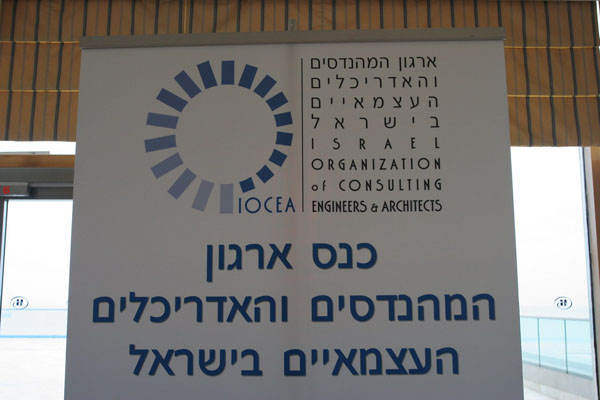 ארגון המהנדסים
והאדריכלים
העצמאיים
בישראל
ISRAEL
ORGANIZATION
of CONSULTING
ENGINEERS & ARCHITECTS
IOCEA
כנס ארגון
המהנדסים והאדריכלים
העצמאיים בישראל